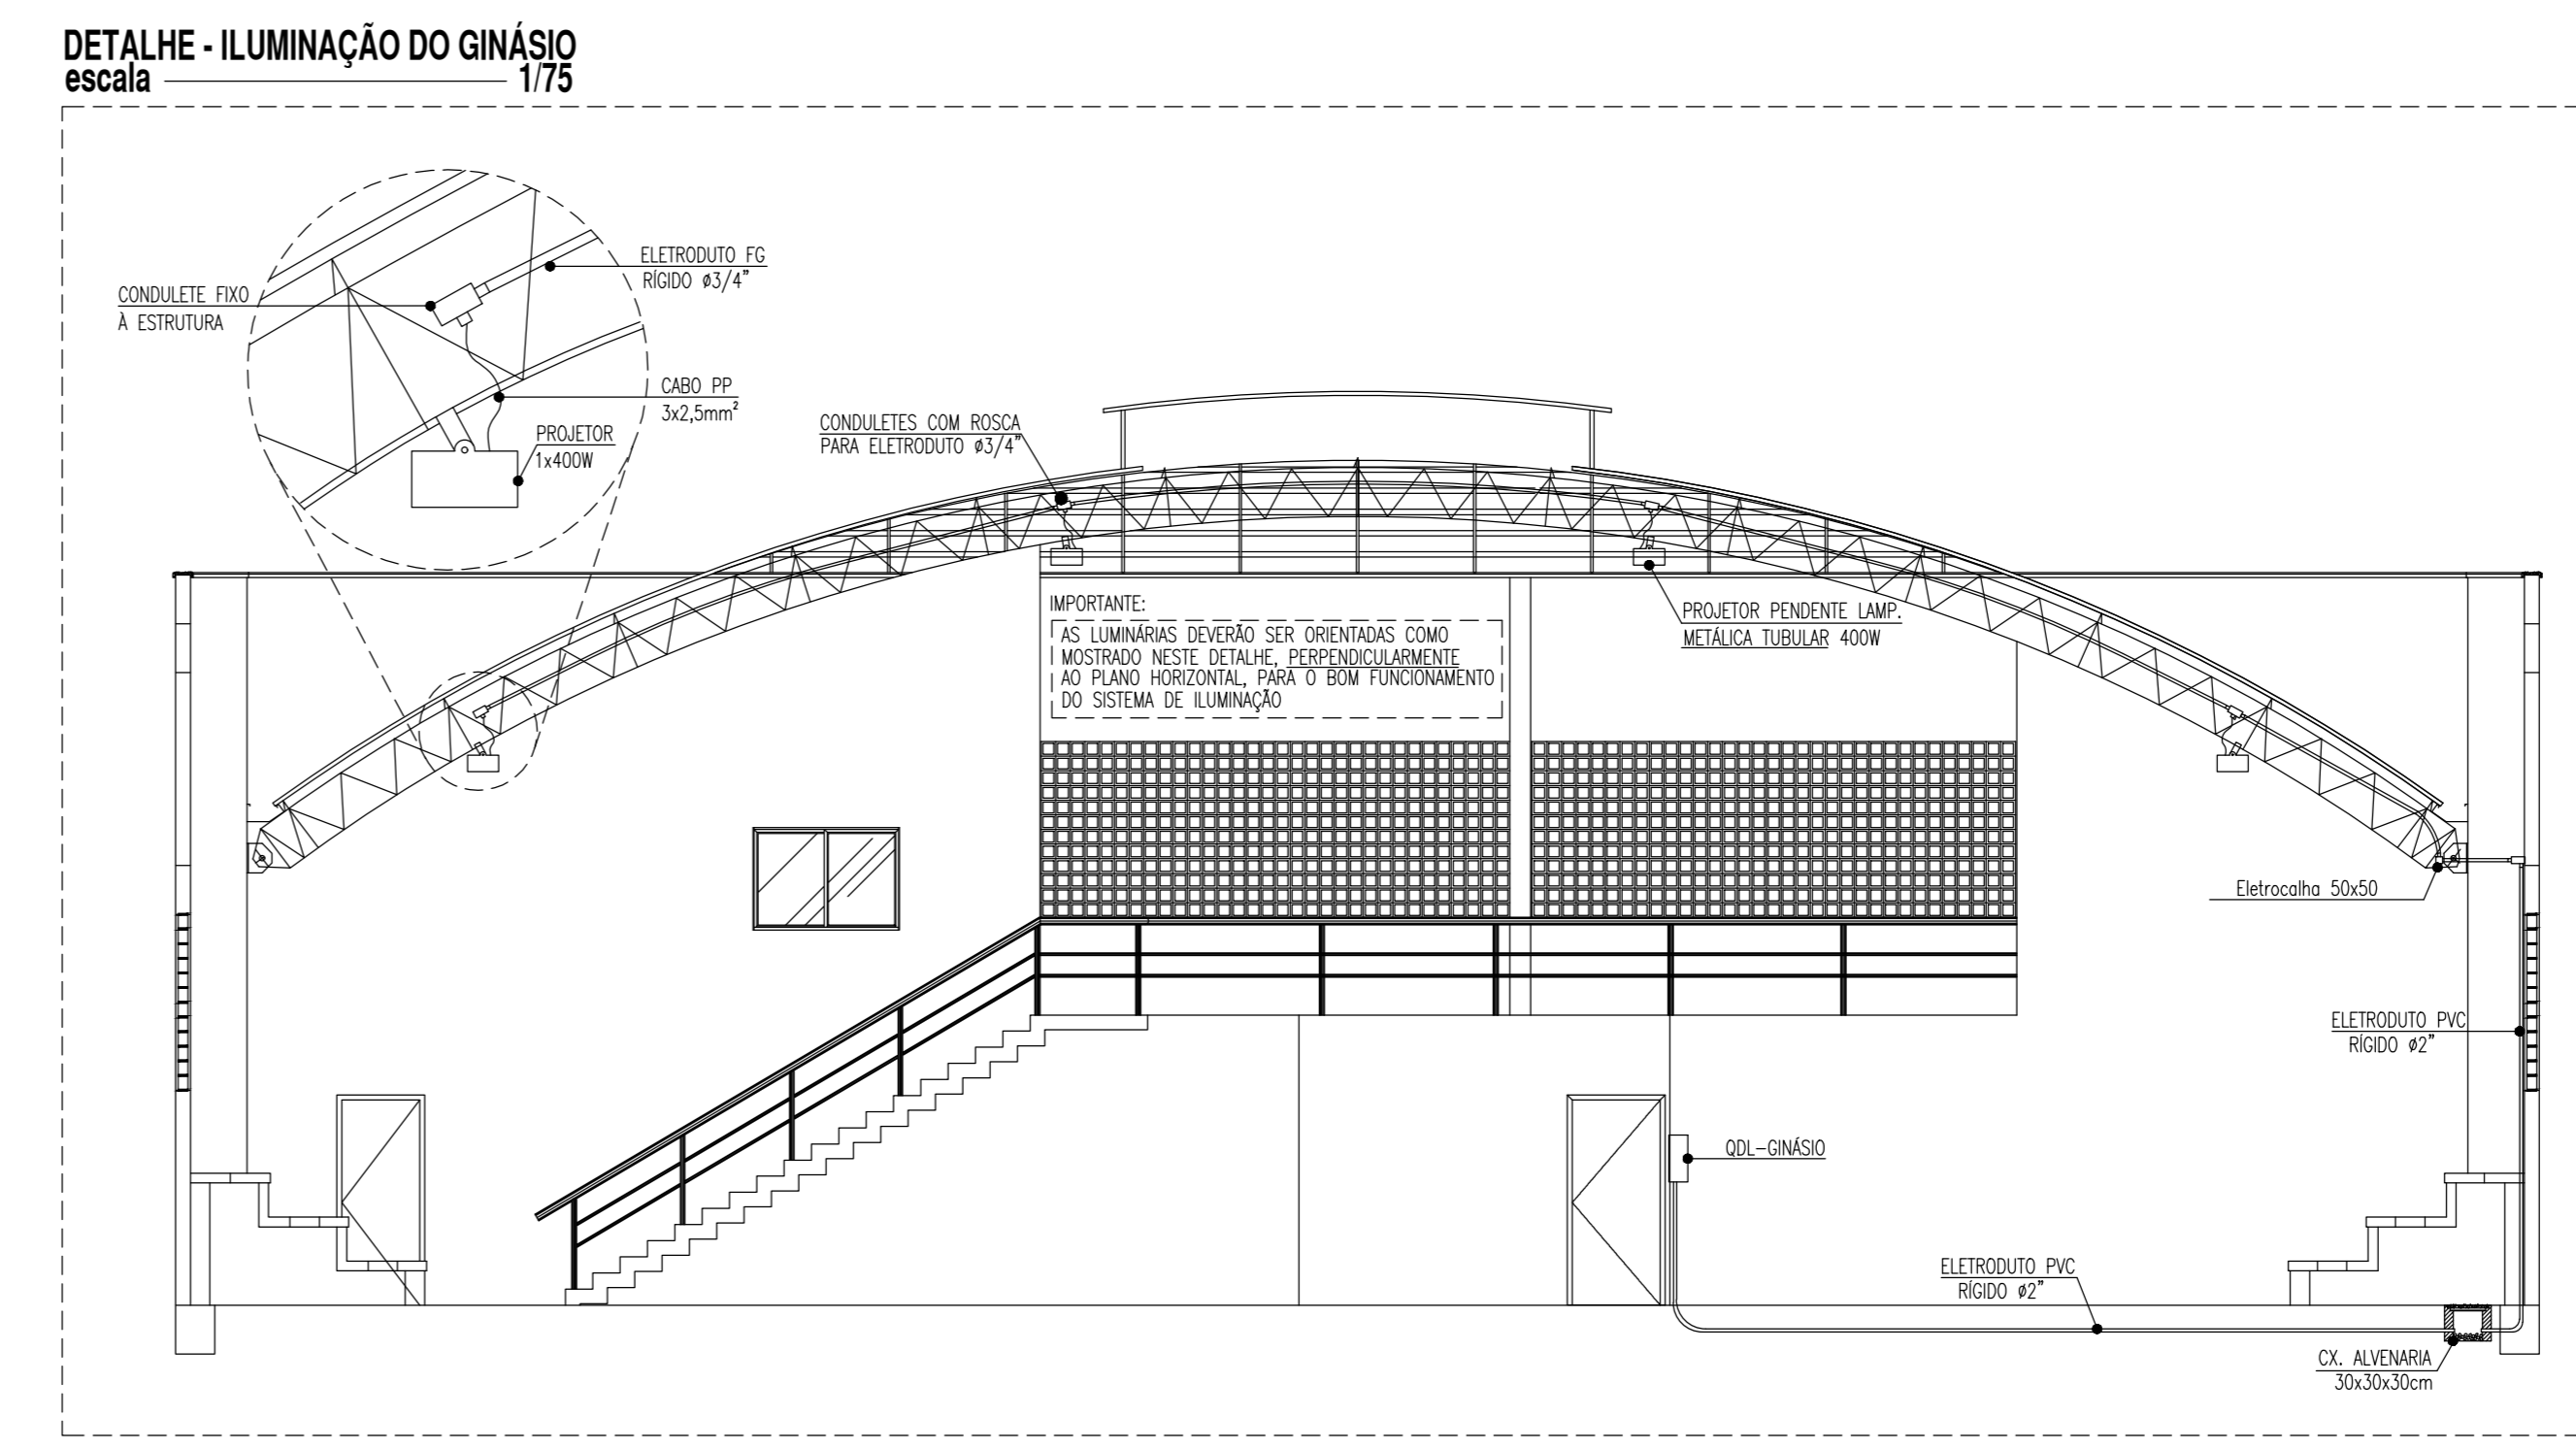 DETALHE - ILUMINAÇÃO DO GINÁSIO
escala 1/75
ELETRODUTO FG
RÍGIDO ø3/4"
CONDULETE FIXO
À ESTRUTURA
CABO PP
3x2,5mm²
PROJETOR
1x400W
CONDULETES COM ROSCA
PARA ELETRODUTO ø3/4"
IMPORTANTE:
AS LUMINÁRIAS DEVERÃO SER ORIENTADAS COMO
MOSTRADO NESTE DETALHE, PERPENDICULARMENTE
AO PLANO HORIZONTAL, PARA O BOM FUNCIONAMENTO
DO SISTEMA DE ILUMINAÇÃO
PROJETOR PENDENTE LAMP.
METÁLICA TUBULAR 400W
Eletrocalha 50x50
ELETRODUTO PVC
RÍGIDO ø2"
QDL-GINÁSIO
ELETRODUTO PVC
RÍGIDO ø2"
CX. ALVENARIA
30x30x30cm